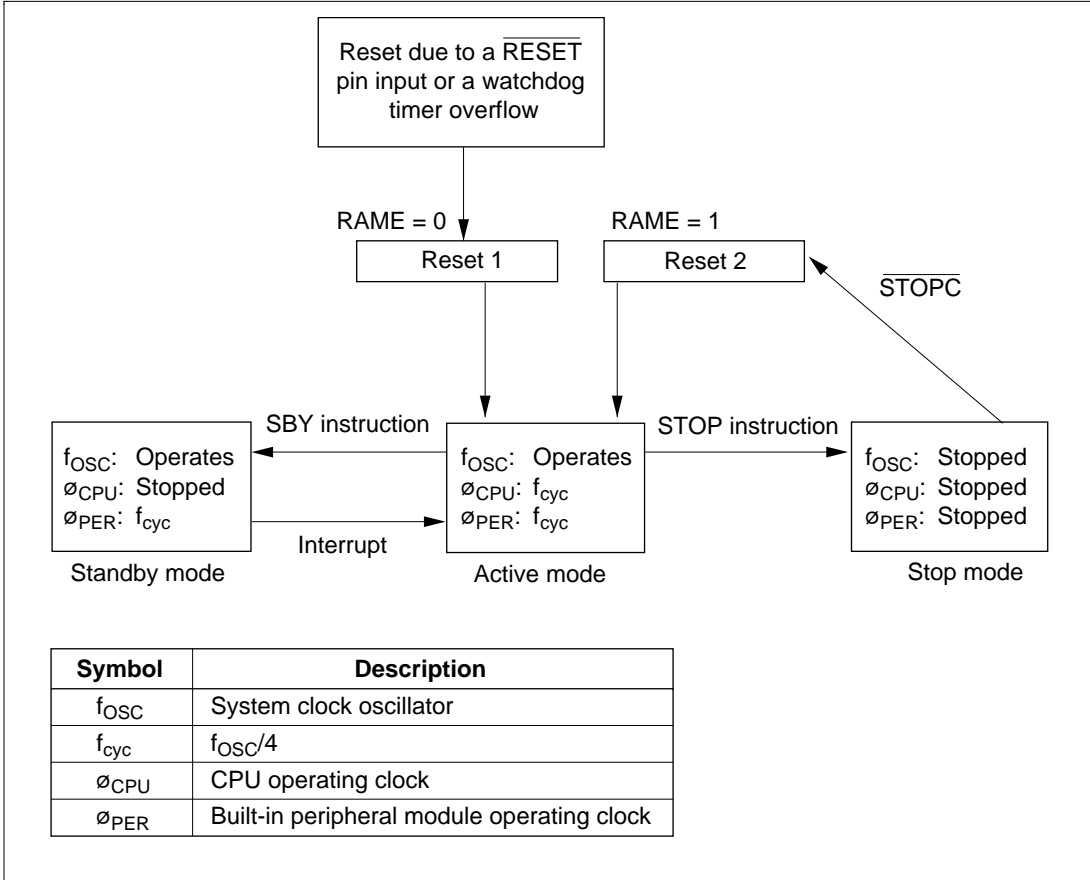 Reset due to a RESET
pin input or a watchdog
timer overflow
RAME = 0
RAME = 1
Reset 1
Reset 2
STOPC
SBY instruction
STOP instruction
fOSC: Operates
øCPU: Stopped
øPER: fcyc
Interrupt
Standby mode
fOSC: Operates
øCPU: fcyc
øPER: fcyc
Active mode
fOSC: Stopped
øCPU: Stopped
øPER: Stopped
Stop mode
Symbol Description
fOSC System clock oscillator
fcyc fOSC/4
øCPU CPU operating clock
øPER Built-in peripheral module operating clock